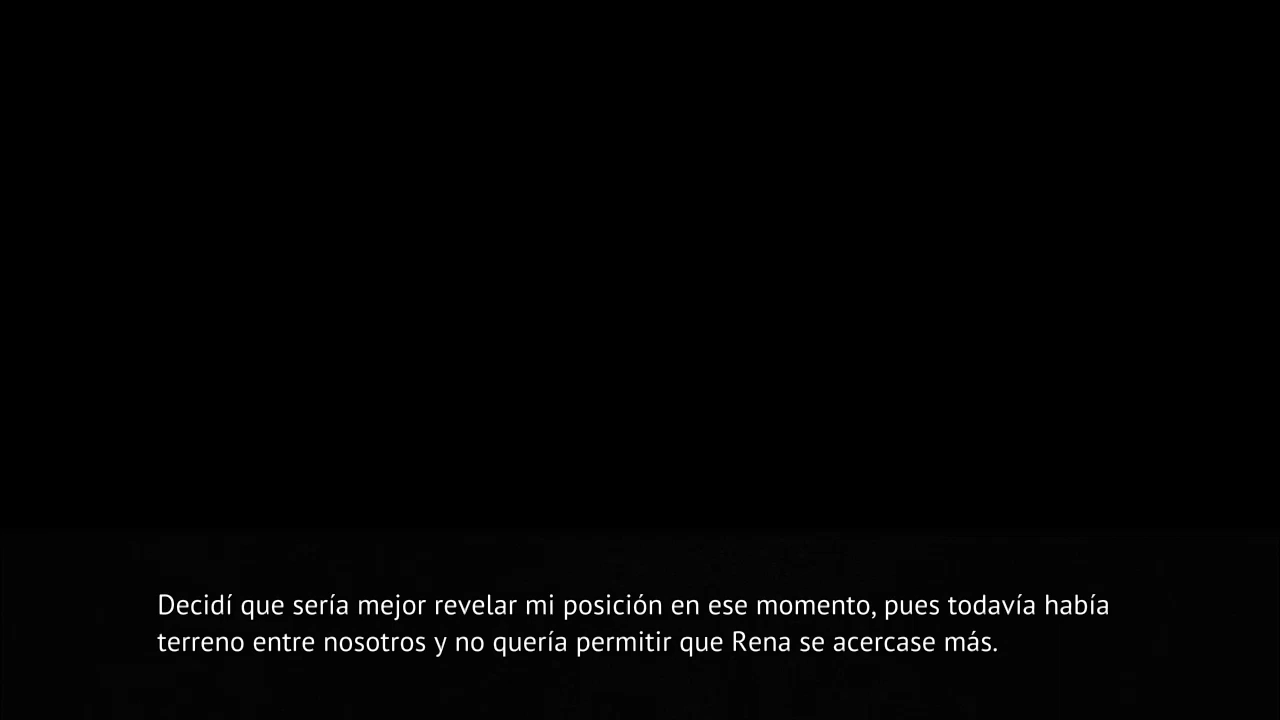 Decidí que sería mejor revelar mi posición en ese momento, pues todavía había
terreno entre nosotros y no quería permitir que Rena se acercase más.